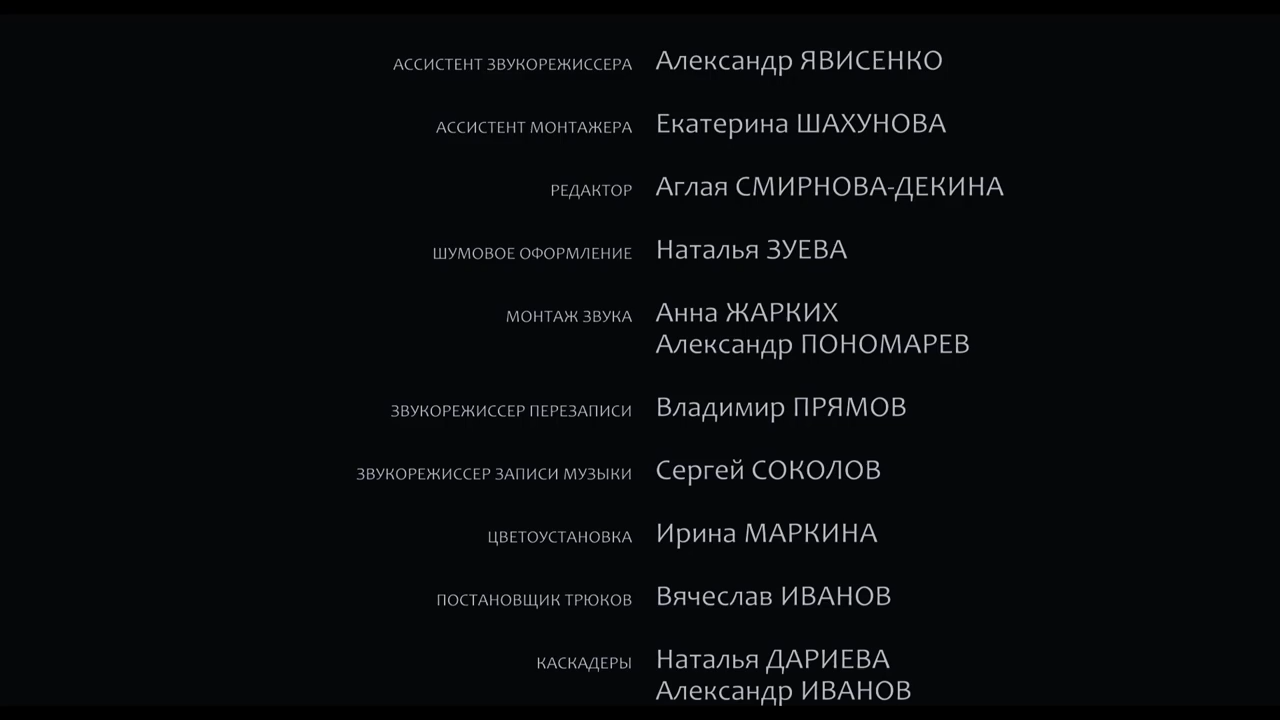 АССИСТЕНТ ЗВУКОРЕЖИССЕРА Александр ЯВИСЕНКО
АССИСТЕНТ МОНТАЖЕРА Екатерина ШАХУНОВА
РЕДАКТОР Аглая СМИРНОВА-ДЕКИНА
ШУМОВОЕ ОФОРМЛЕНИЕ Наталья ЗУЕВА
МОНТАЖ ЗВУКА Анна ЖАРКИХ
Александр ПОНОМАРЕВ
ЗВУКОРЕЖИССЕР ПЕРЕЗАПИСИ Владимир ПРЯМОВ
ЗВУКОРЕЖИССЕР ЗАПИСИ МУЗЫКИ Сергей СОКОЛОВ
ЦВЕТОУСТАНОВКА Ирина МАРКИНА
ПОСТАНОВЩИК ТРЮКОВ Вячеслав ИВАНОВ
КАСКАДЕРЫ Наталья ДАРИЕВА
Александр ИВАНОВ